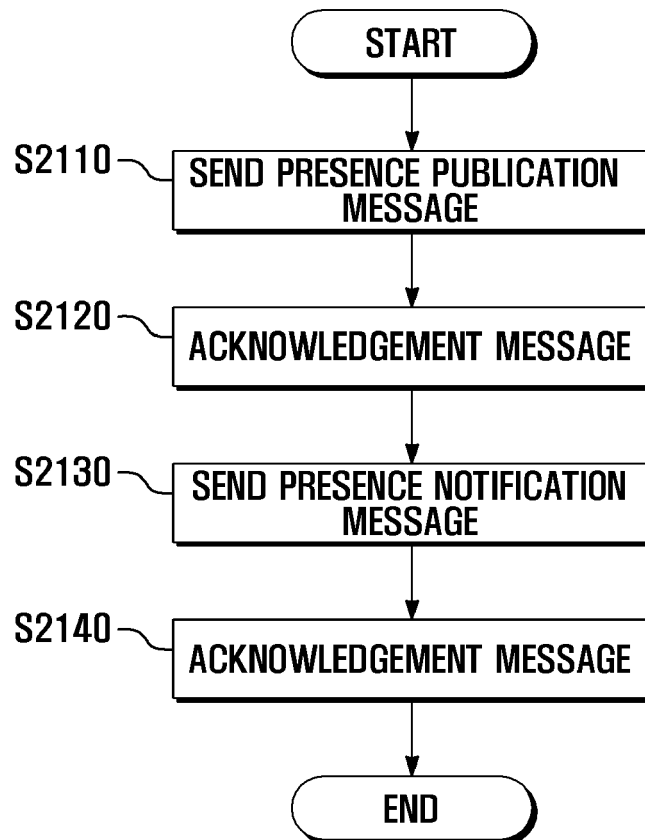 START
S2110
SEND PRESENCE PUBLICATION
MESSAGE
S2120
ACKNOWLEDGEMENT MESSAGE
S2130
SEND PRESENCE NOTIFICATION
MESSAGE
S2140
ACKNOWLEDGEMENT MESSAGE
END